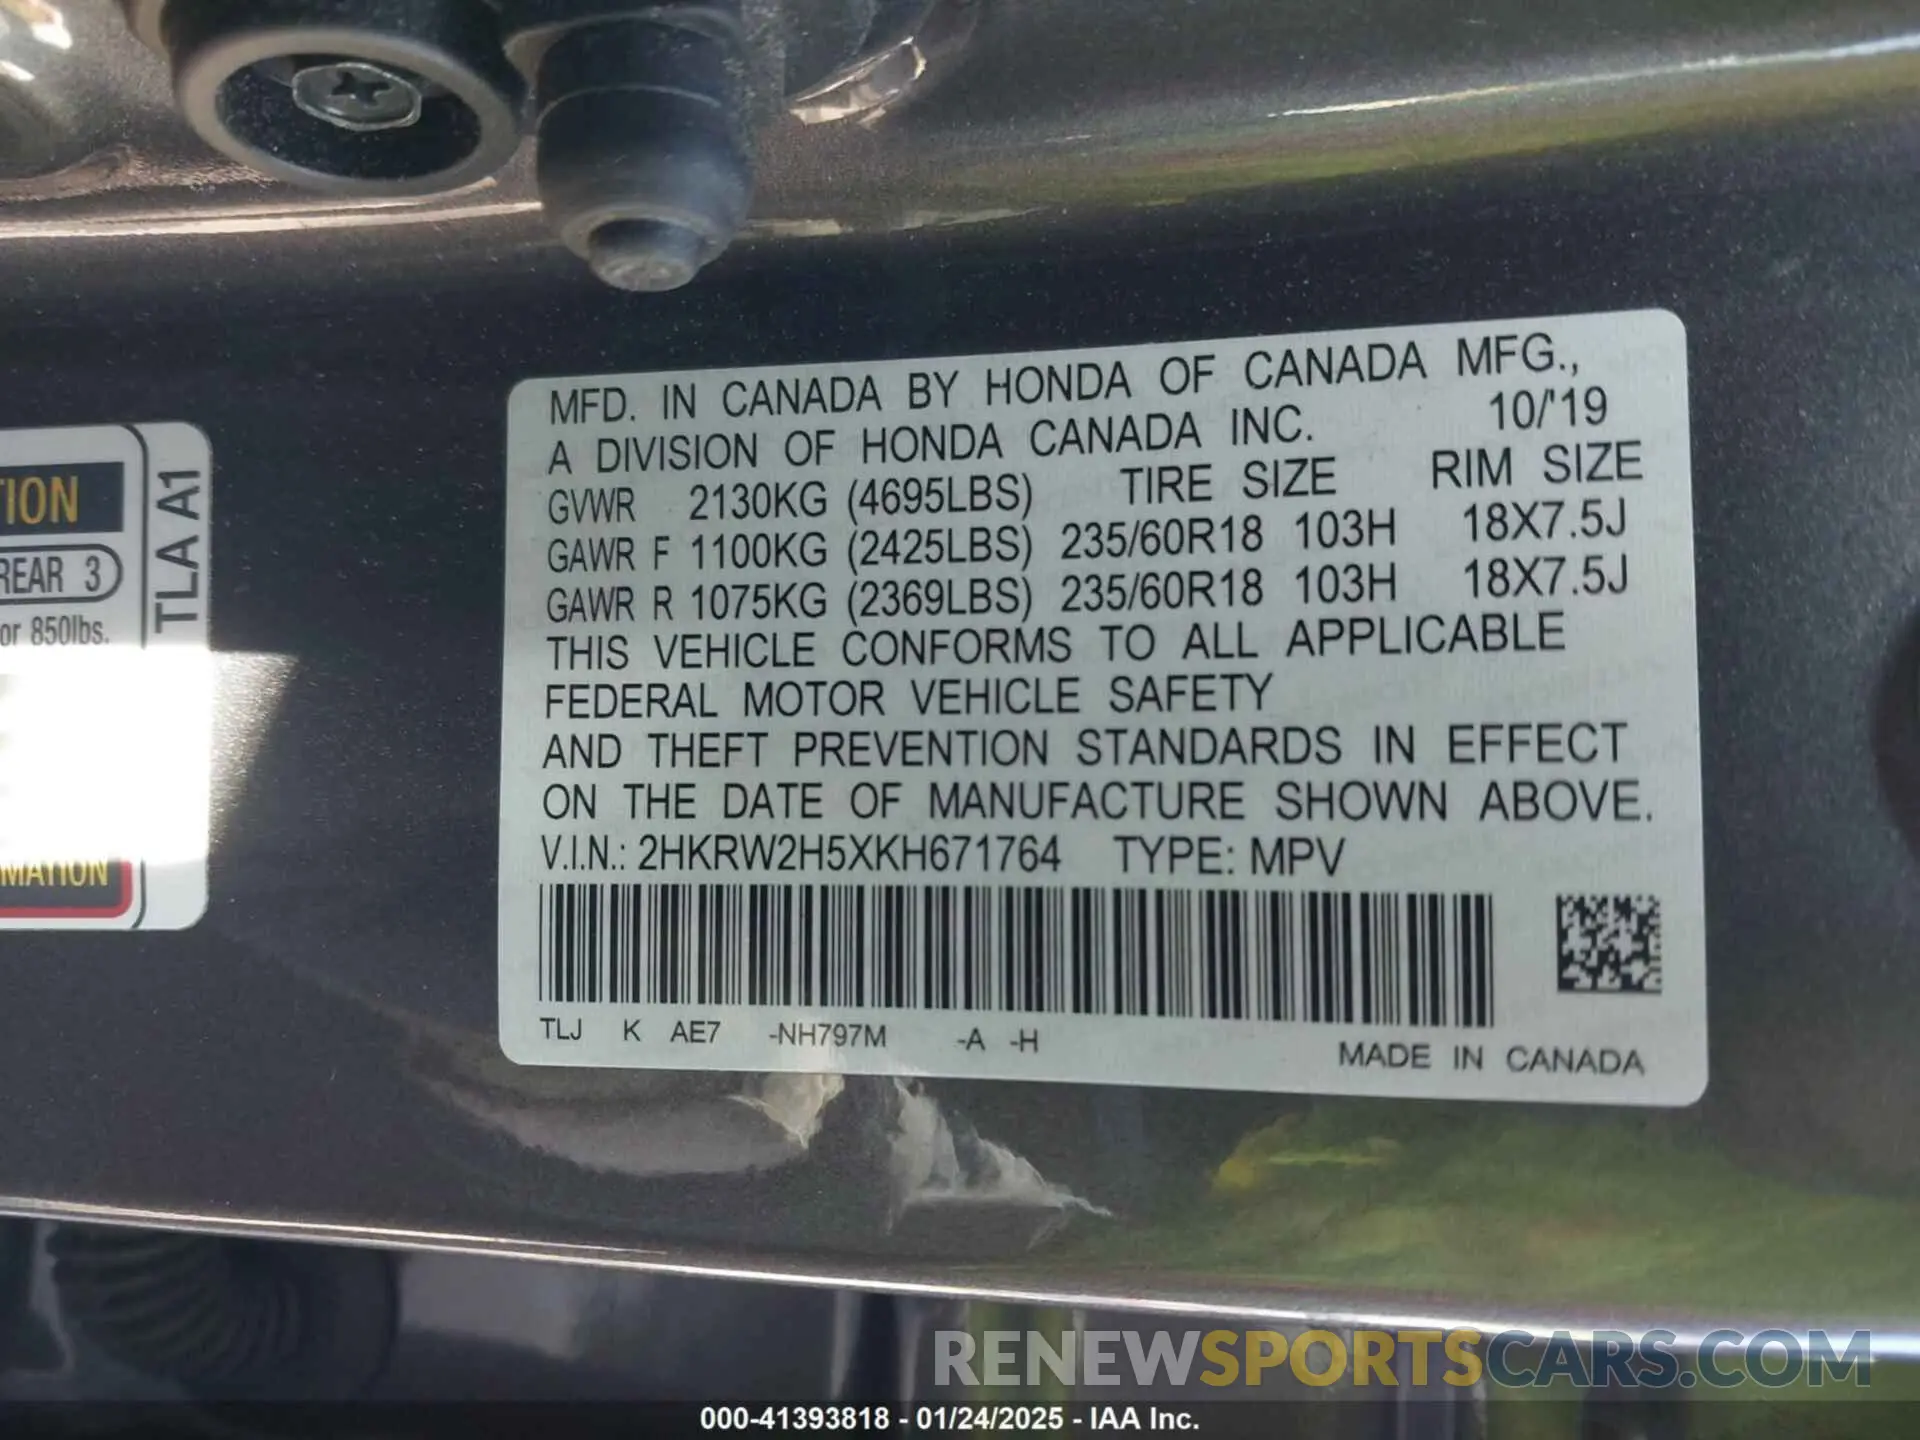 MFD. IN CANADA BY HONDA OF CANADA MFG.,
A DIVISION OF HONDA CANADA INC. 10/'19
GVWR 2130KG (4695LBS) TIRE SIZE RIM SIZE
GAWR F 1100KG (2425LBS) 235/60R18 103H 18X7.5J
GAWR R 1075KG (2369LBS) 235/60R18 103H 18X7.5J
THIS VEHICLE CONFORMS TO ALL APPLICABLE
FEDERAL MOTOR VEHICLE SAFETY
AND THEFT PREVENTION STANDARDS IN EFFECT
ON THE DATE OF MANUFACTURE SHOWN ABOVE.
V.I.N.: 2HKRW2H5XKH671764 TYPE: MPV
TLJ K AE7 -NH797M -A -H
MADE IN CANADA
TION
REAR 3
or 850lbs.
MATION
TLA A1
RENEWSPORTSCARS.COM
000-41393818 - 01/24/2025 - IAA Inc.